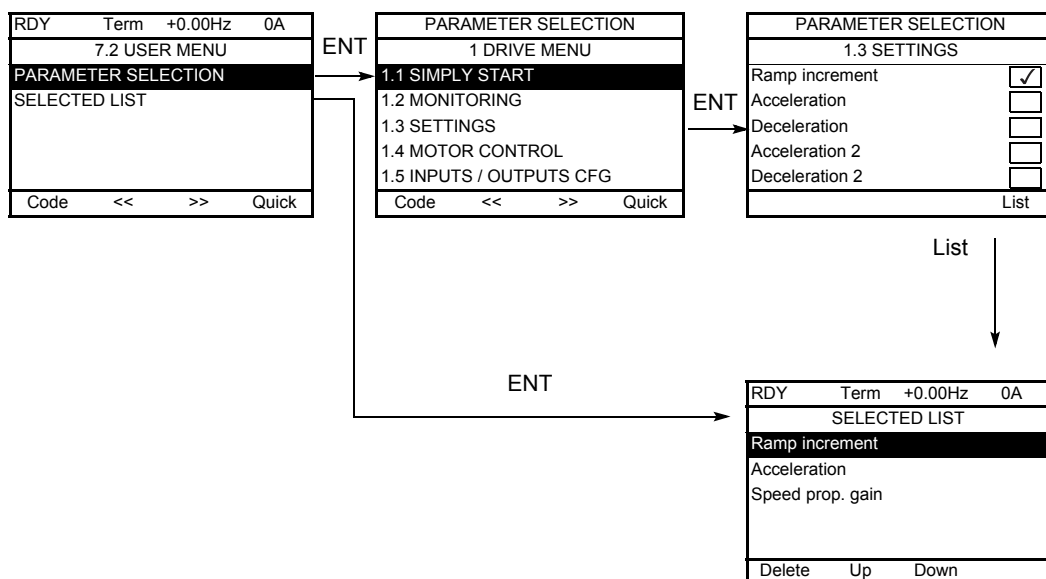 RDY Term +0.00Hz 0A
7.2 USER MENU
PARAMETER SELECTION
SELECTED LIST
Code << >> Quick
ENT
PARAMETER SELECTION
1 DRIVE MENU
1.1 SIMPLY START
1.2 MONITORING
1.3 SETTINGS
1.4 MOTOR CONTROL
1.5 INPUTS / OUTPUTS CFG
Code << >> Quick
ENT
PARAMETER SELECTION
1.3 SETTINGS
Ramp increment ✓
Acceleration
Deceleration
Acceleration 2
Deceleration 2
List
List
ENT
RDY Term +0.00Hz 0A
SELECTED LIST
Ramp increment
Acceleration
Speed prop. gain
Delete Up Down